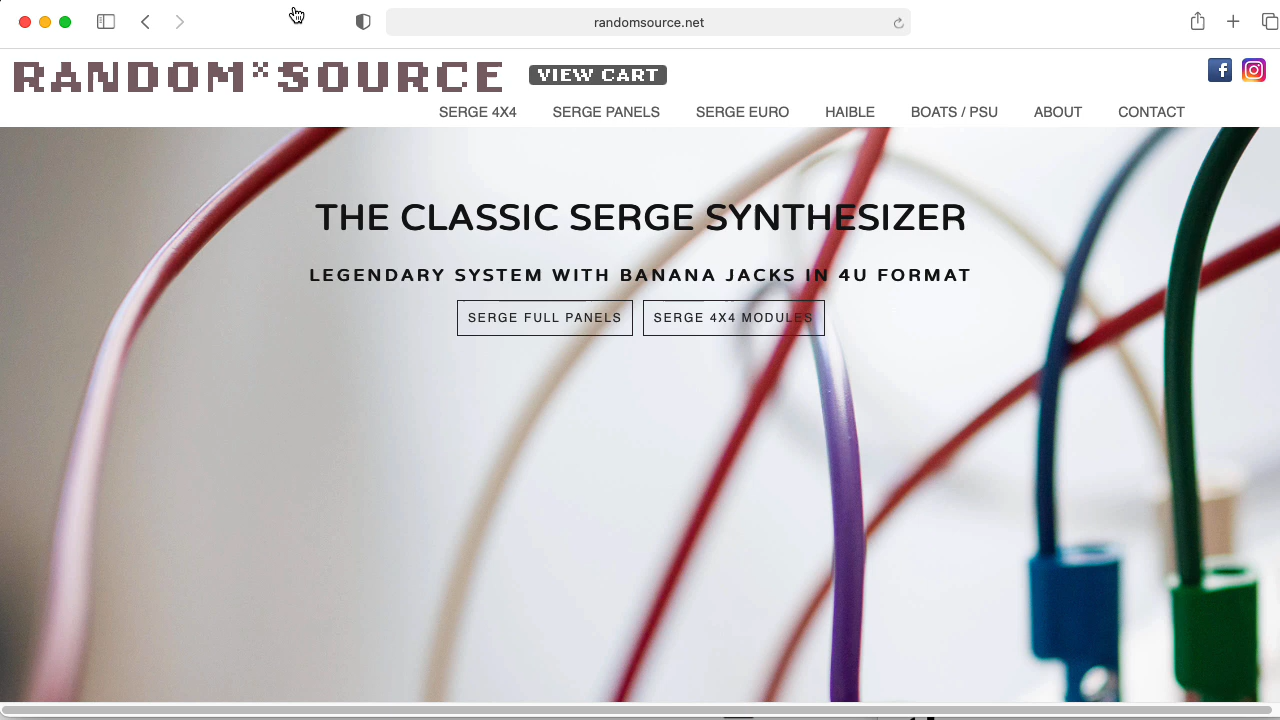 randomsource.net
RANDOM*SOURCE
VIEW CART
SERGE 4X4 SERGE PANELS SERGE EURO HAIBLE BOATS / PSU ABOUT CONTACT
THE CLASSIC SERGE SYNTHESIZER
LEGENDARY SYSTEM WITH BANANA JACKS IN 4U FORMAT
SERGE FULL PANELS SERGE 4X4 MODULES